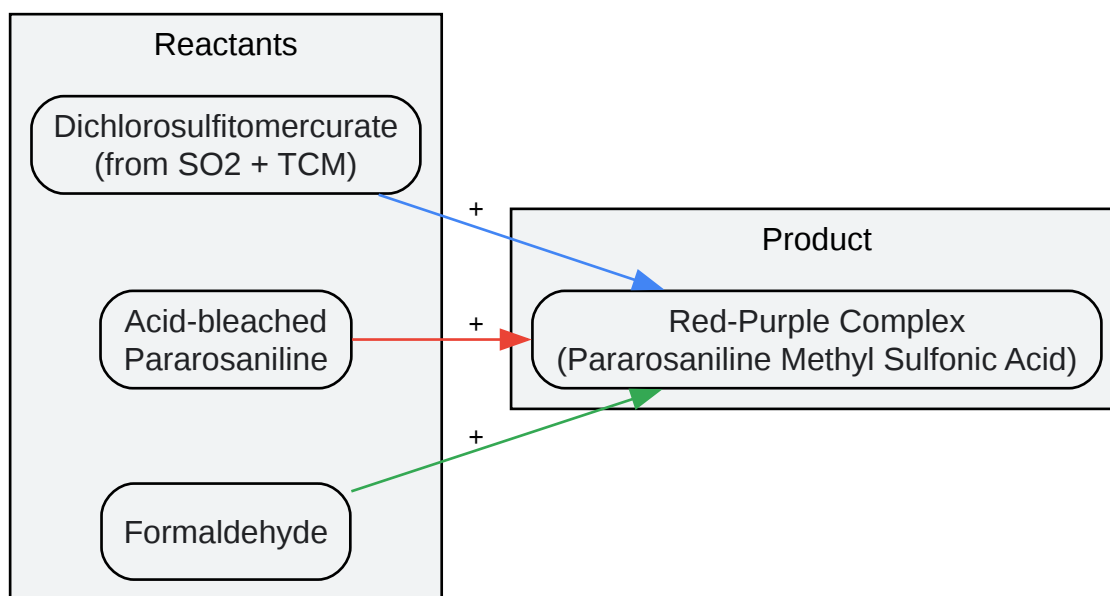 Reactants
Dichlorosulfitomercurate
(from SO2 + TCM)
Acid-bleached
Pararosaniline
Formaldehyde
+
+
+
Product
Red-Purple Complex
(Pararosaniline Methyl Sulfonic Acid)